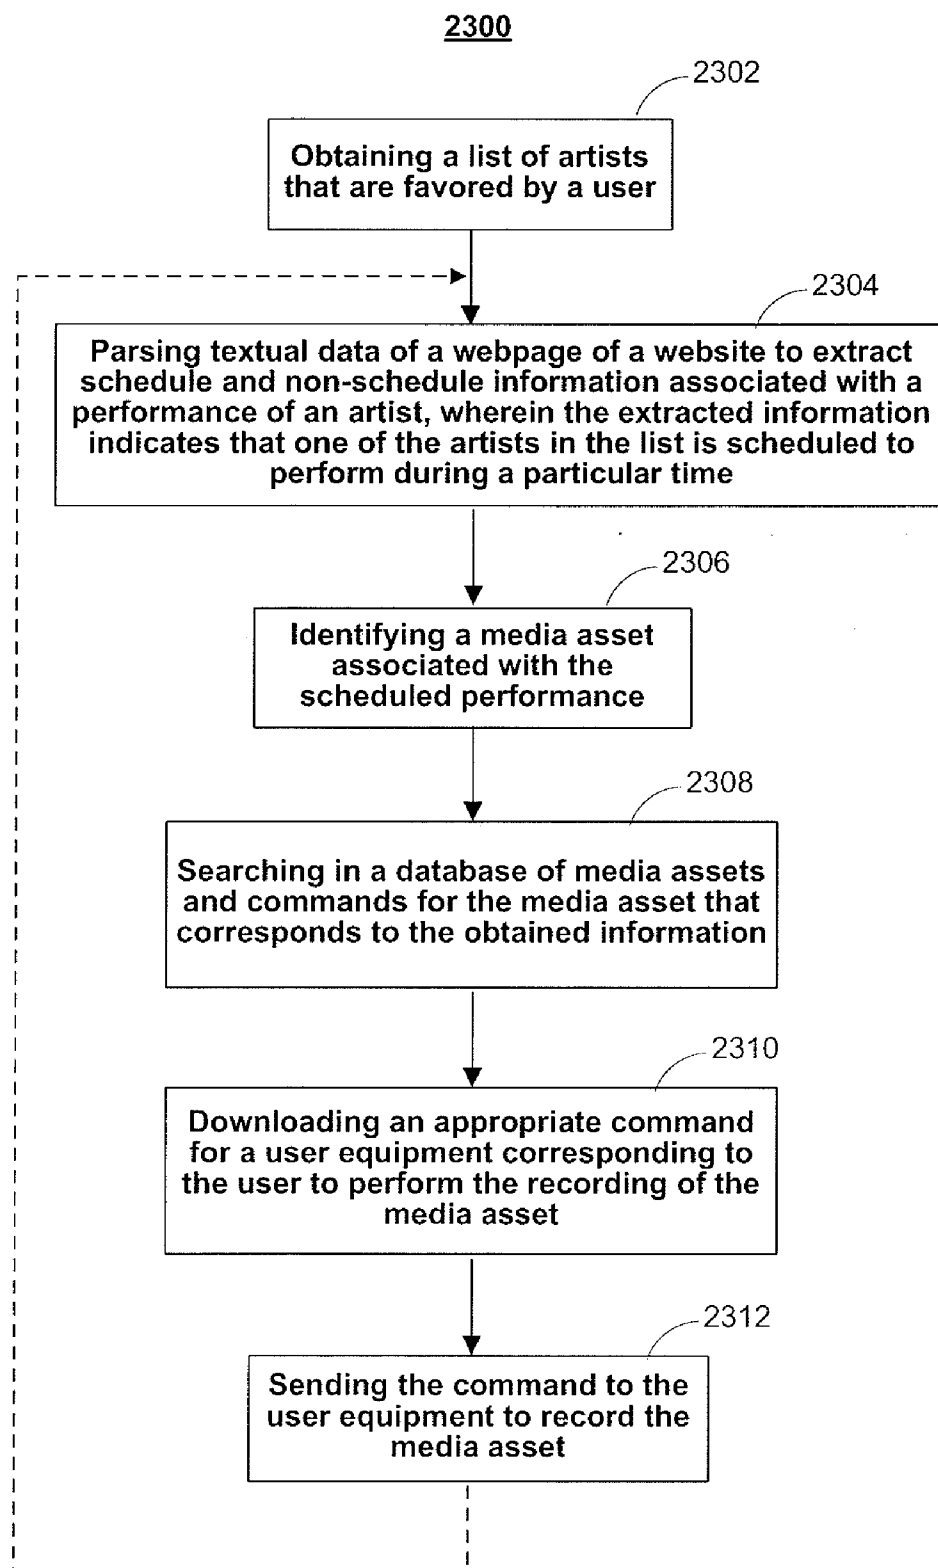 2300
2302
Obtaining a list of artists
that are favored by a user
2304
Parsing textual data of a webpage of a website to extract
schedule and non-schedule information associated with a
performance of an artist, wherein the extracted information
indicates that one of the artists in the list is scheduled to
perform during a particular time
2306
Identifying a media asset
associated with the
scheduled performance
2308
Searching in a database of media assets
and commands for the media asset that
corresponds to the obtained information
2310
Downloading an appropriate command
for a user equipment corresponding to
the user to perform the recording of the
media asset
2312
Sending the command to the
user equipment to record the
media asset